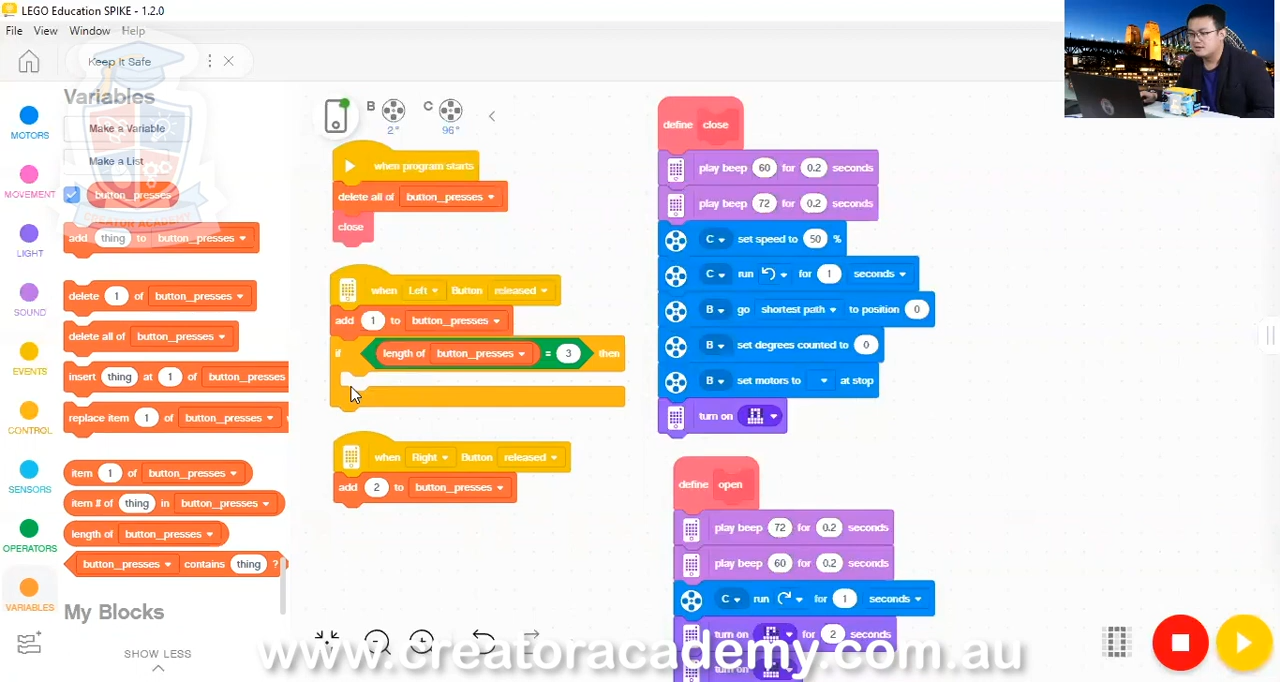 LEGO Education SPIKE - 1.2.0
File View Window Help
Keep It Safe
Variables
Make a Variable
Make a List
button_presses
CREATOR ACADEMY
add thing to button_presses
delete 1 of button_presses
delete all of button_presses
insert thing at 1 of button_presses
replace item 1 of button_presses
item 1 of button_presses
item # of thing in button_presses
length of button_presses
button_presses contains thing ?
My Blocks
SHOW LESS
MOTORS
MOVEMENT
LIGHT
SOUND
EVENTS
CONTROL
SENSORS
OPERATORS
VARIABLES
B 2°
C 96°
when program starts
delete all of button_presses
close
when Left Button released
add 1 to button_presses
if length of button_presses = 3 then
when Right Button released
add 2 to button_presses
define close
play beep 60 for 0.2 seconds
play beep 72 for 0.2 seconds
C set speed to 50 %
C run for 1 seconds
B go shortest path to position 0
B set degrees counted to 0
B set motors to at stop
turn on
define open
play beep 72 for 0.2 seconds
play beep 60 for 0.2 seconds
C run for 1 seconds
turn on for 2 seconds
turn on
www.creatoracademy.com.au